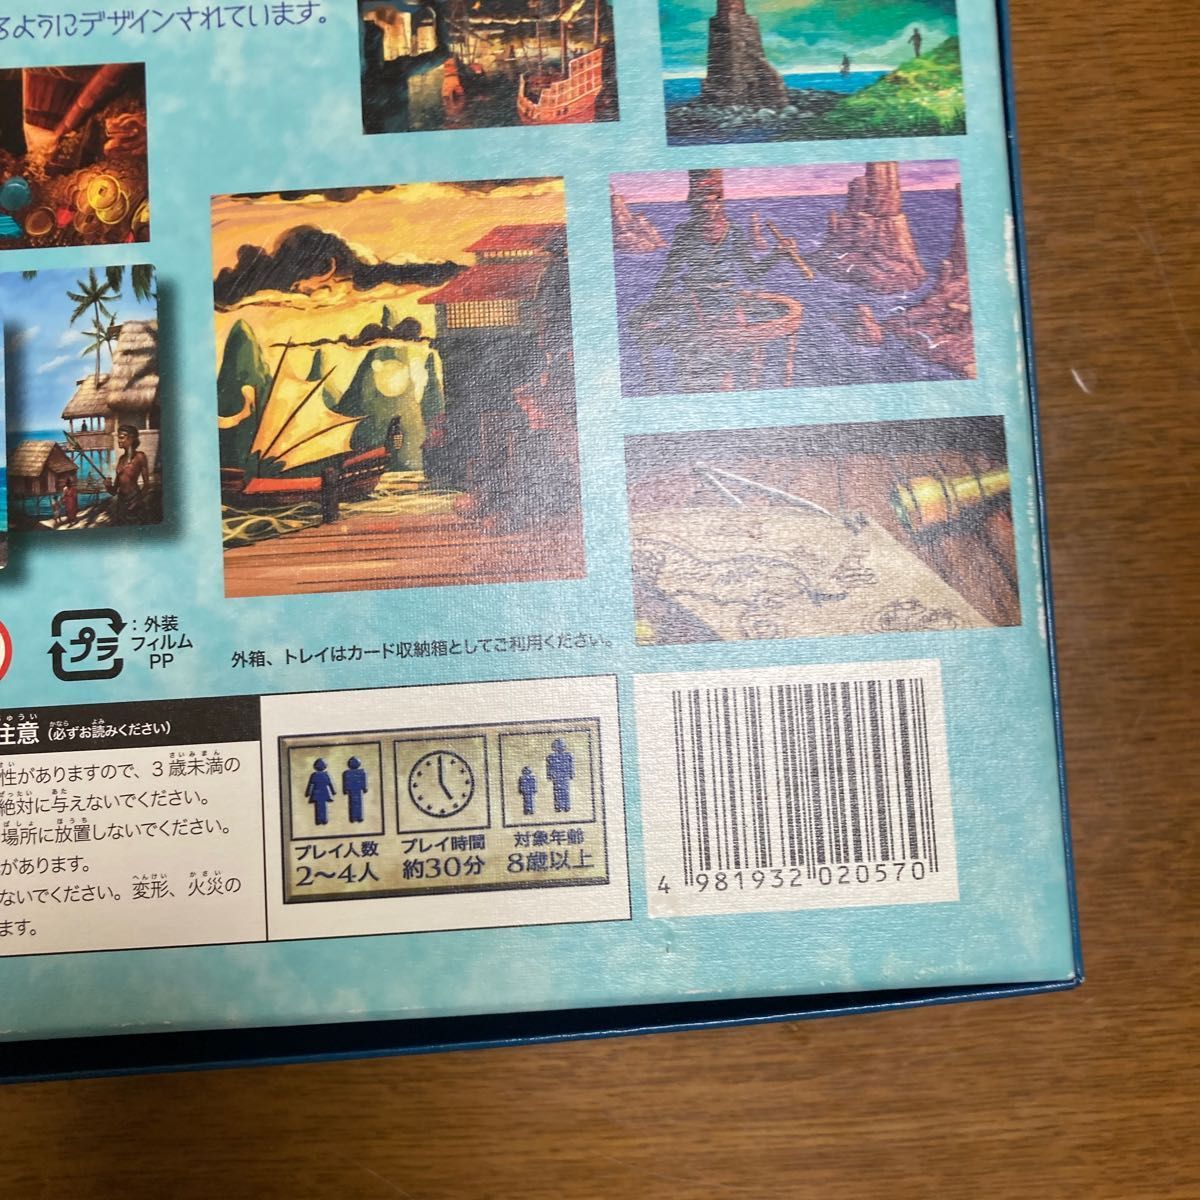 るようにデザインされています。
プラ
：外装
フィルム
PP
外箱、トレイはカード収納箱としてご利用ください。
注意 (必ずお読みください)
性がありますので、3歳未満の
絶対に与えないでください。
場所に放置しないでください。
があります。
ないでください。変形、火災の
ます。
プレイ人数
2〜4人
プレイ時間
約30分
対象年齢
8歳以上
4 981932 020570